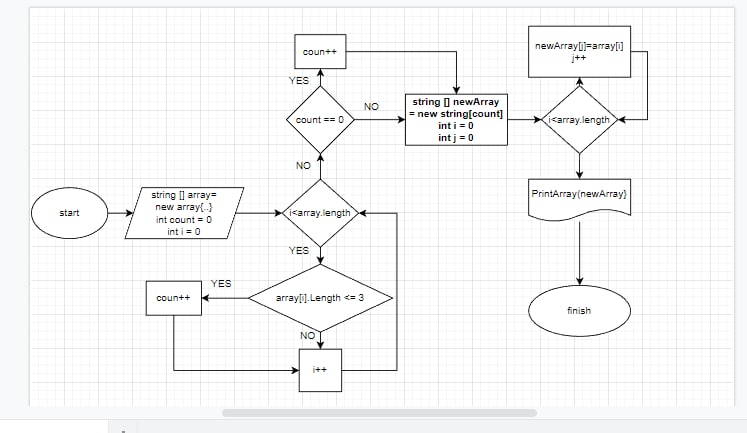 start
string [] array=
new array{..}
int count = 0
int i = 0
i<array.length
YES
array[i].Length <= 3
YES
coun++
NO
i++
NO
count == 0
YES
coun++
NO
string [] newArray
= new string[count]
int i = 0
int j = 0
i<array.length
newArray[j]=array[i]
j++
PrintArray(newArray)
finish